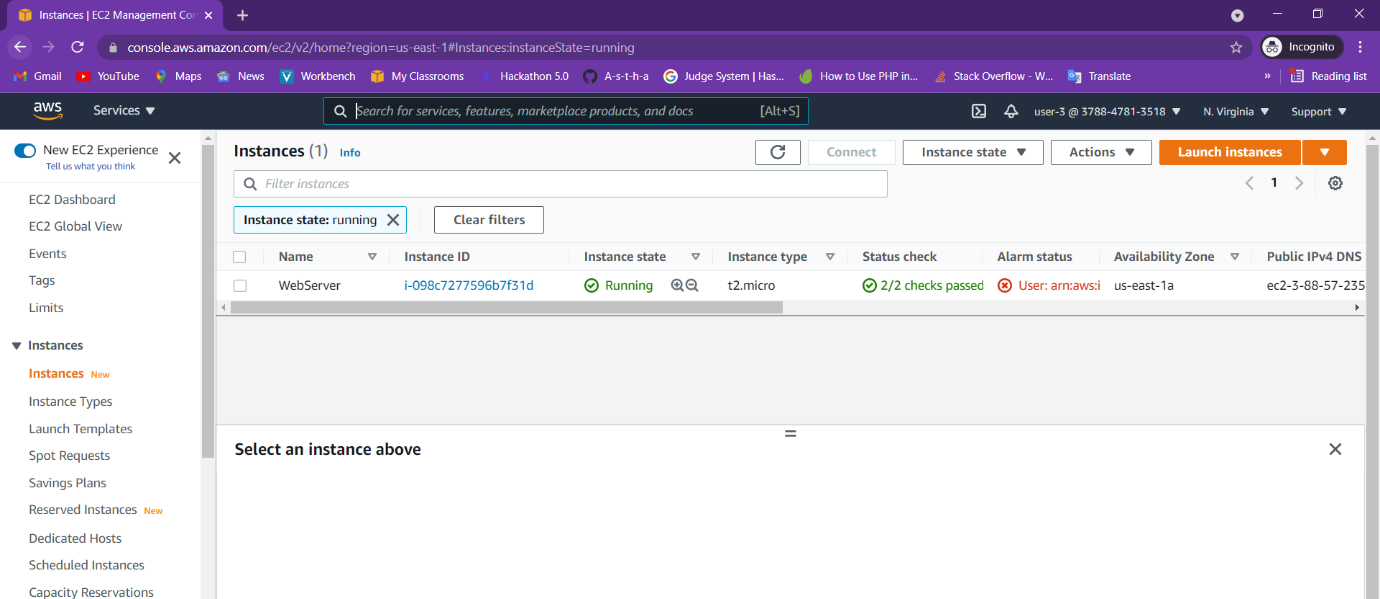 Instances | EC2 Management Con
console.aws.amazon.com/ec2/v2/home?region=us-east-1#Instances:instanceState=running
Incognito
Gmail YouTube Maps News Workbench My Classrooms Hackathon 5.0 A-s-t-h-a Judge System | Has... How to Use PHP in... Stack Overflow - W... Translate » Reading list
aws Services Search for services, features, marketplace products, and docs [Alt+S] user-3 @ 3788-4781-3518 N. Virginia Support
New EC2 Experience
Tell us what you think
EC2 Dashboard
EC2 Global View
Events
Tags
Limits
Instances
Instances New
Instance Types
Launch Templates
Spot Requests
Savings Plans
Reserved Instances New
Dedicated Hosts
Scheduled Instances
Capacity Reservations
Instances (1) Info Connect Instance state Actions Launch instances
Filter instances 1
Instance state: running Clear filters
Name Instance ID Instance state Instance type Status check Alarm status Availability Zone Public IPv4 DNS
WebServer i-098c7277596b7f31d Running t2.micro 2/2 checks passed User: arn:aws:i us-east-1a ec2-3-88-57-235
Select an instance above